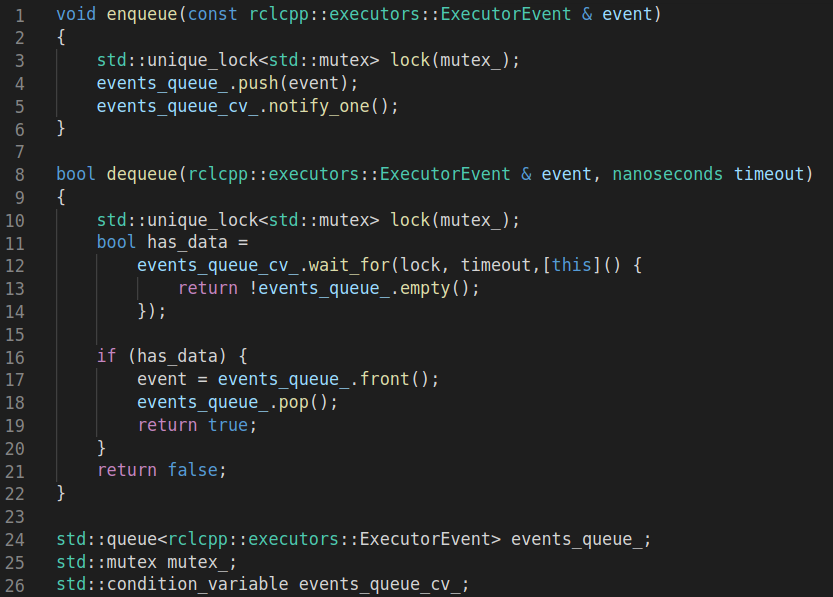 1 void enqueue(const rclcpp::executors::ExecutorEvent & event)
2 {
3     std::unique_lock<std::mutex> lock(mutex_);
4     events_queue_.push(event);
5     events_queue_cv_.notify_one();
6 }
7
8 bool dequeue(rclcpp::executors::ExecutorEvent & event, nanoseconds timeout)
9 {
10     std::unique_lock<std::mutex> lock(mutex_);
11     bool has_data =
12         events_queue_cv_.wait_for(lock, timeout,[this]() {
13             return !events_queue_.empty();
14         });
15
16     if (has_data) {
17         event = events_queue_.front();
18         events_queue_.pop();
19         return true;
20     }
21     return false;
22 }
23
24 std::queue<rclcpp::executors::ExecutorEvent> events_queue_;
25 std::mutex mutex_;
26 std::condition_variable events_queue_cv_;